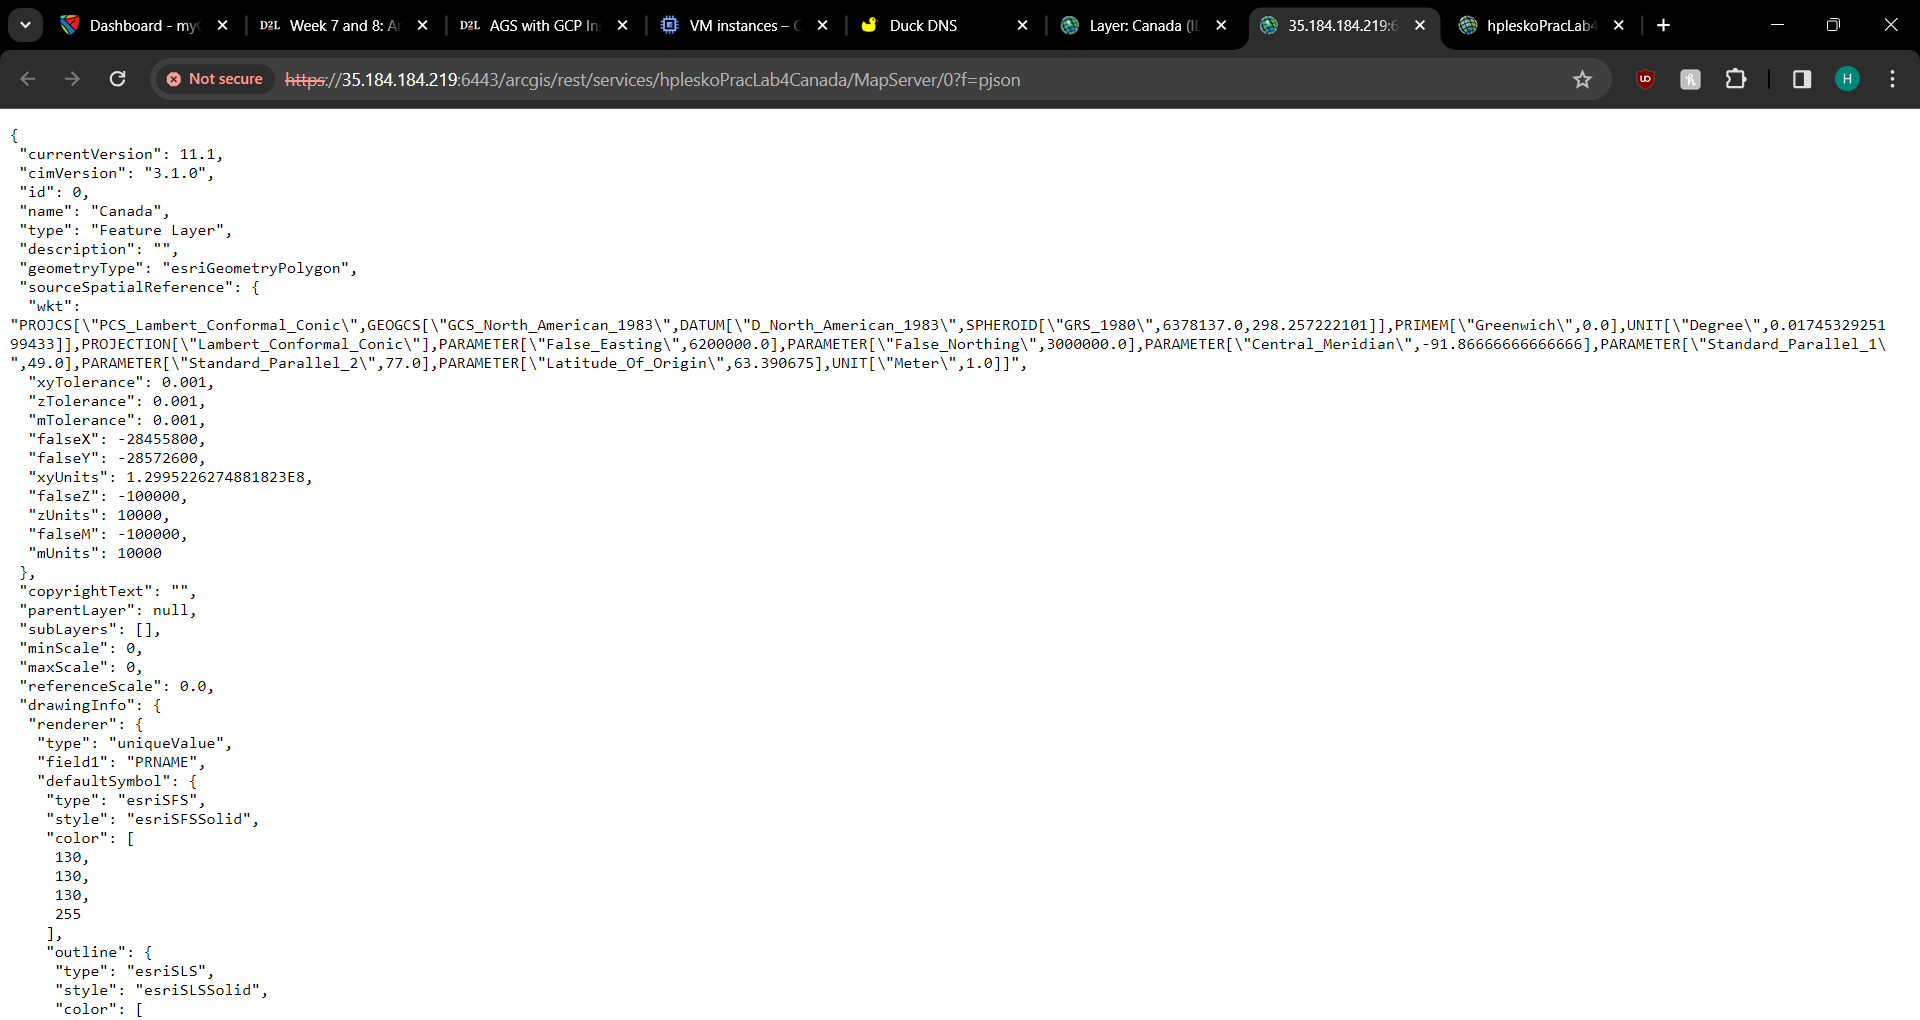 Dashboard - my
D2L Week 7 and 8: A
D2L AGS with GCP In
VM instances –
Duck DNS
Layer: Canada (I
35.184.184.219:6
hpleskoPracLab4
Not secure https://35.184.184.219:6443/arcgis/rest/services/hpleskoPracLab4Canada/MapServer/0?f=pjson
UD
h
H
{
"currentVersion": 11.1,
"cimVersion": "3.1.0",
"id": 0,
"name": "Canada",
"type": "Feature Layer",
"description": "",
"geometryType": "esriGeometryPolygon",
"sourceSpatialReference": {
"wkt":
"PROJCS[\"PCS_Lambert_Conformal_Conic\",GEOGCS[\"GCS_North_American_1983\",DATUM[\"D_North_American_1983\",SPHEROID[\"GRS_1980\",6378137.0,298.257222101]],PRIMEM[\"Greenwich\",0.0],UNIT[\"Degree\",0.01745329251
99433]],PROJECTION[\"Lambert_Conformal_Conic\"],PARAMETER[\"False_Easting\",6200000.0],PARAMETER[\"False_Northing\",3000000.0],PARAMETER[\"Central_Meridian\",-91.86666666666666],PARAMETER[\"Standard_Parallel_1\
",49.0],PARAMETER[\"Standard_Parallel_2\",77.0],PARAMETER[\"Latitude_Of_Origin\",63.390675],UNIT[\"Meter\",1.0]]",
"xyTolerance": 0.001,
"zTolerance": 0.001,
"mTolerance": 0.001,
"falseX": -28455800,
"falseY": -28572600,
"xyUnits": 1.2995226274881823E8,
"falseZ": -100000,
"zUnits": 10000,
"falseM": -100000,
"mUnits": 10000
},
"copyrightText": "",
"parentLayer": null,
"subLayers": [],
"minScale": 0,
"maxScale": 0,
"referenceScale": 0.0,
"drawingInfo": {
"renderer": {
"type": "uniqueValue",
"field1": "PRNAME",
"defaultSymbol": {
"type": "esriSFS",
"style": "esriSFSSolid",
"color": [
130,
130,
130,
255
],
"outline": {
"type": "esriSLS",
"style": "esriSLSSolid",
"color": [